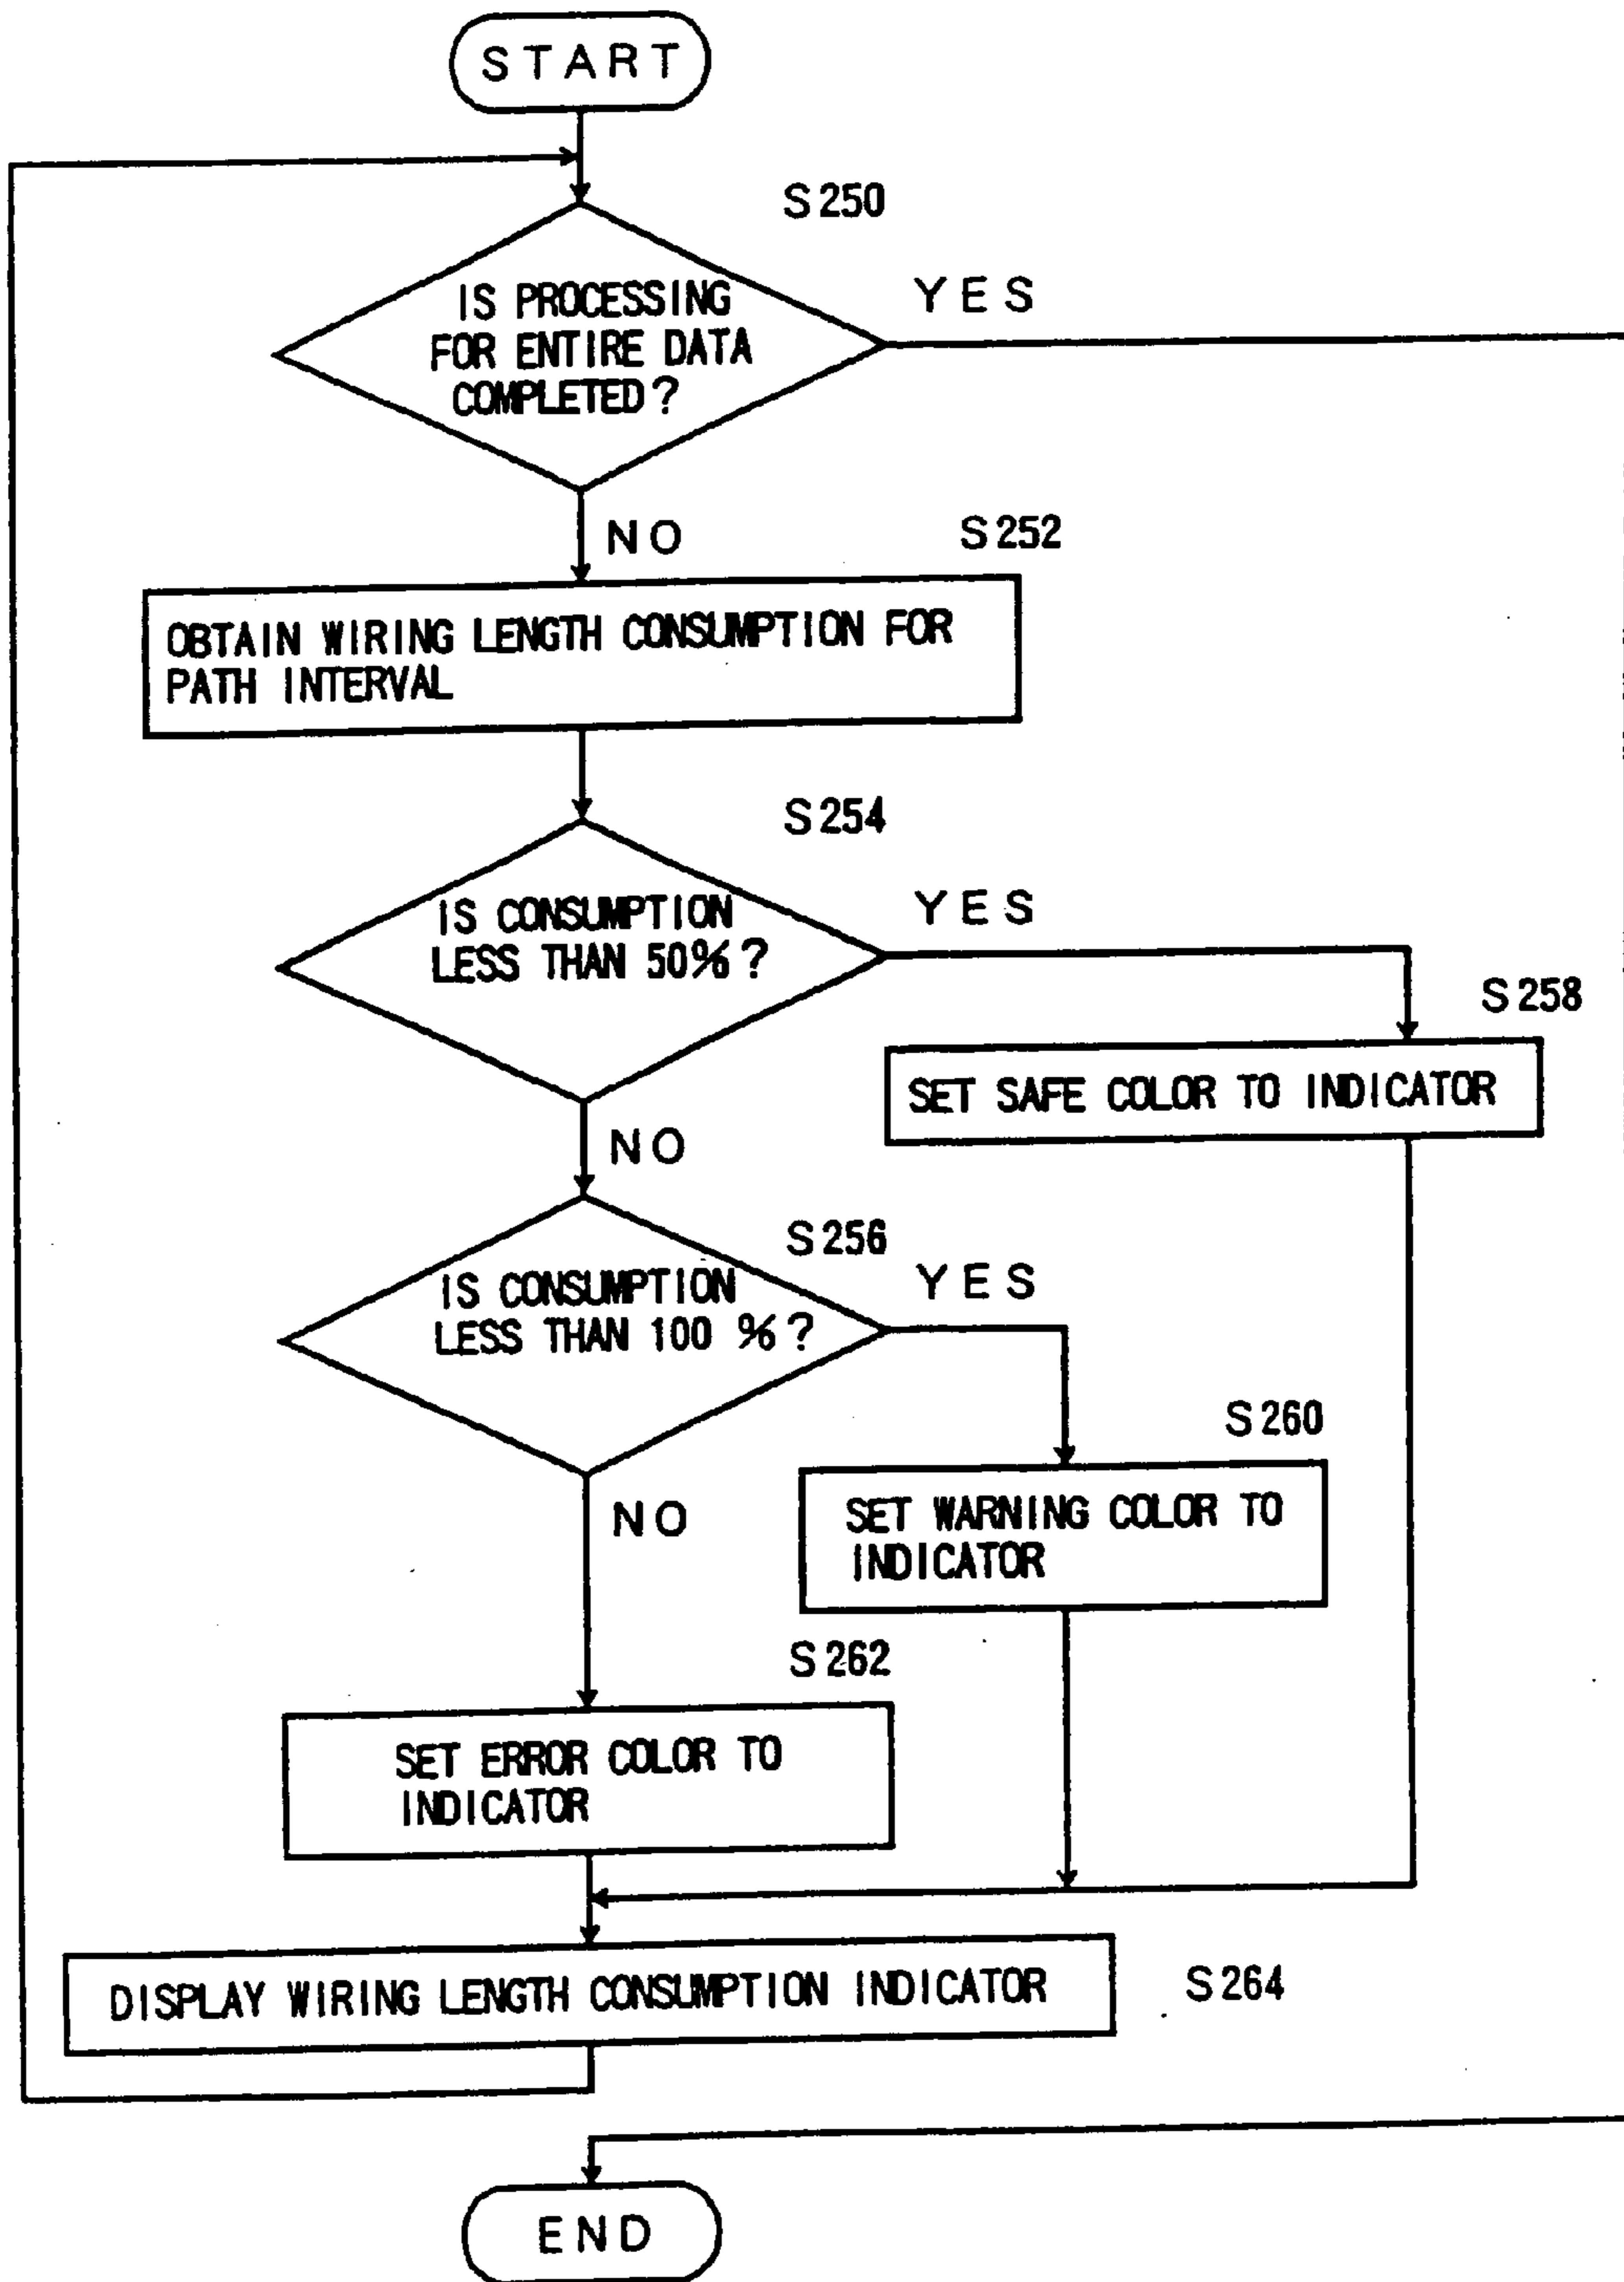 START
S250
IS PROCESSING
FOR ENTIRE DATA
COMPLETED?
YES
NO
S252
OBTAIN WIRING LENGTH CONSUMPTION FOR
PATH INTERVAL
S254
IS CONSUMPTION
LESS THAN 50%?
YES
S258
SET SAFE COLOR TO INDICATOR
NO
S256
IS CONSUMPTION
LESS THAN 100 %?
YES
S260
SET WARNING COLOR TO
INDICATOR
NO
S262
SET ERROR COLOR TO
INDICATOR
DISPLAY WIRING LENGTH CONSUMPTION INDICATOR
S264
END